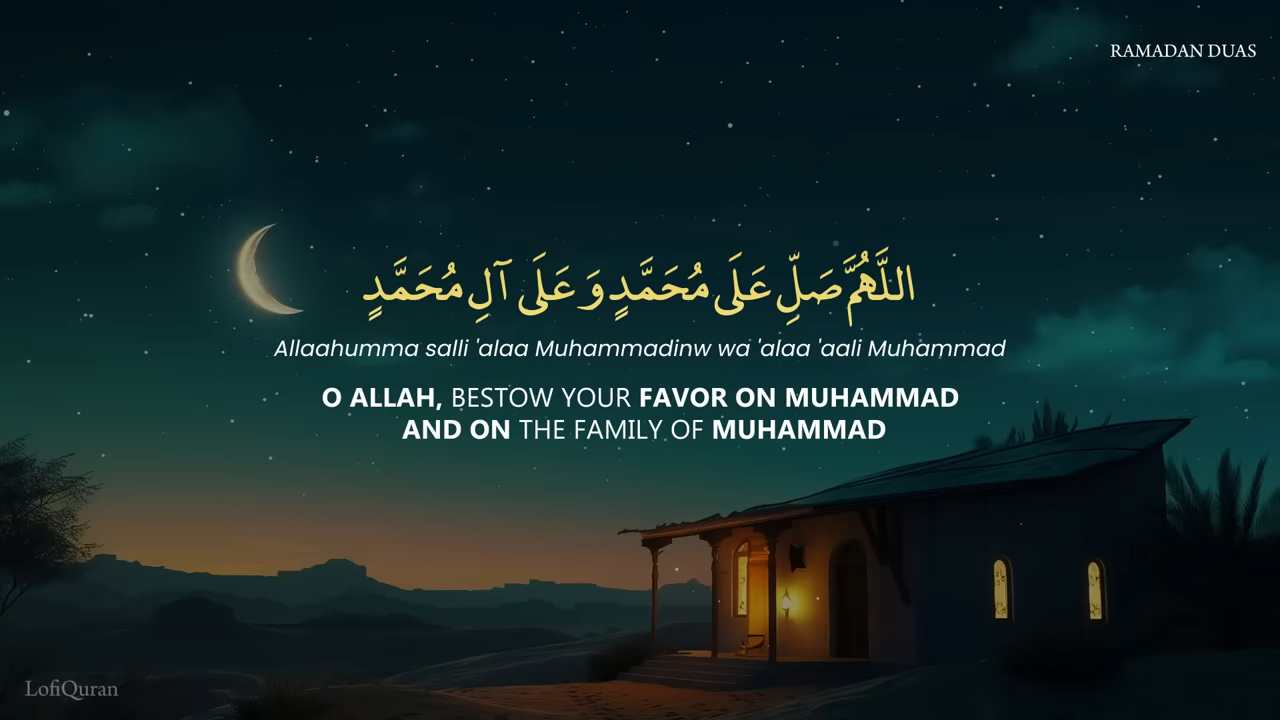 RAMADAN DUAS
اللَّهُمَّ صَلِّ عَلَى مُحَمَّدٍ وَ عَلَى آلِ مُحَمَّدٍ
Allaahumma salli 'alaa Muhammadinw wa 'alaa 'aali Muhammad
O ALLAH, BESTOW YOUR FAVOR ON MUHAMMAD
AND ON THE FAMILY OF MUHAMMAD
LofiQuran